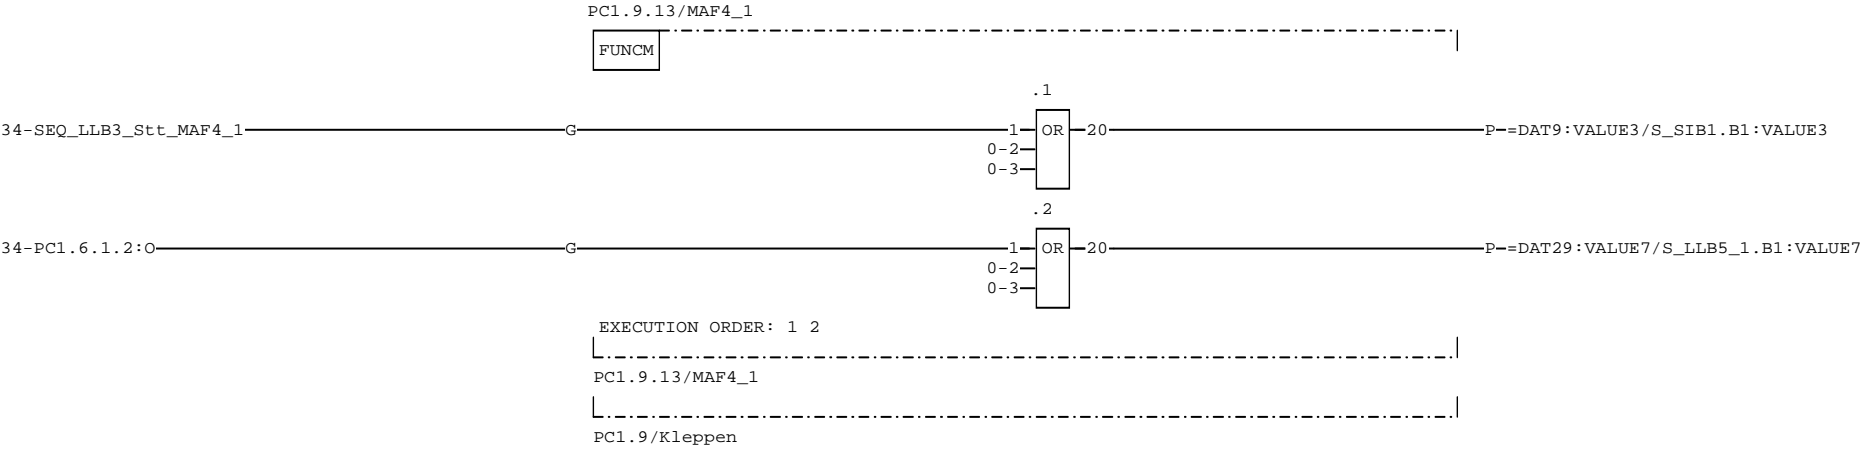 PC1.9.13/MAF4_1
FUNCM
.1
34-SEQ_LLB3_Stt_MAF4_1 G 1 OR 20 P =DAT9:VALUE3/S_SIB1.B1:VALUE3
0-2
0-3
.2
34-PC1.6.1.2:O G 1 OR 20 P =DAT29:VALUE7/S_LLB5_1.B1:VALUE7
0-2
0-3
EXECUTION ORDER: 1 2
PC1.9.13/MAF4_1
PC1.9/Kleppen